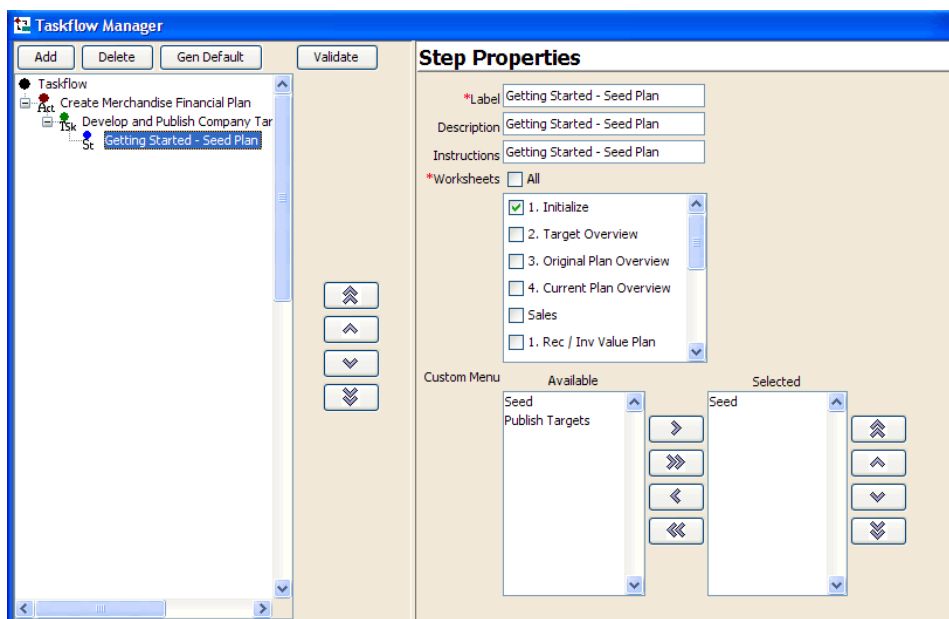 Taskflow Manager
Add Delete Gen Default Validate
Taskflow
Act Create Merchandise Financial Plan
Tsk Develop and Publish Company Tar
St Getting Started - Seed Plan
Step Properties
*Label Getting Started - Seed Plan
Description Getting Started - Seed Plan
Instructions Getting Started - Seed Plan
*Worksheets All
1. Initialize
2. Target Overview
3. Original Plan Overview
4. Current Plan Overview
Sales
1. Rec / Inv Value Plan
Custom Menu Available Selected
Seed Seed
Publish Targets